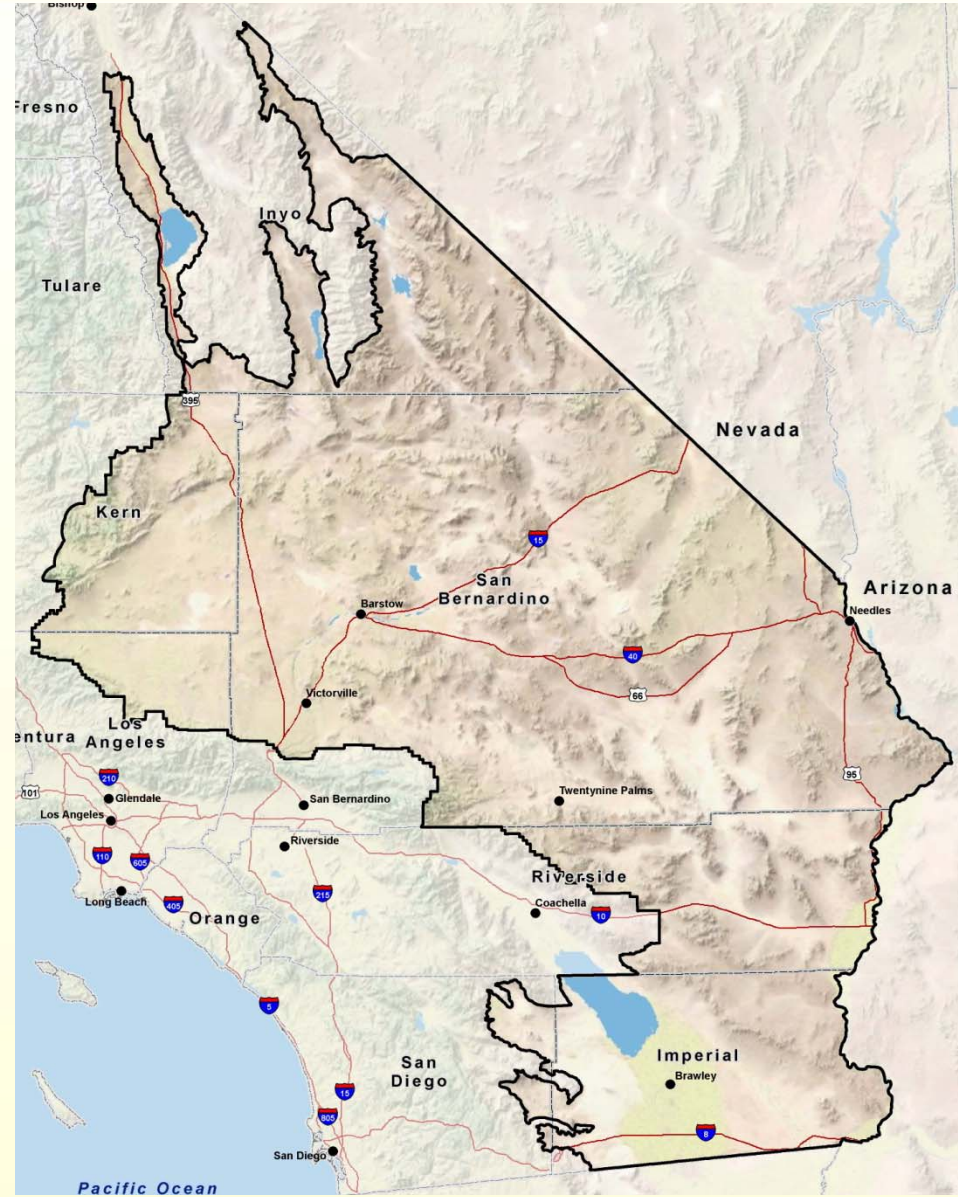 Bishop
Fresno
Inyo
Tulare
395
Nevada
Kern
15
San
Bernardino
Arizona
Barstow
Needles
40
66
Victorville
Los
Angeles
entura
95
210
101
Glendale
San Bernardino
Twentynine Palms
Los Angeles
Riverside
110
605
Riverside
Long Beach
405
215
Orange
Coachella
10
5
Imperial
San
Diego
Brawley
15
805
8
San Diego
Pacific Ocean